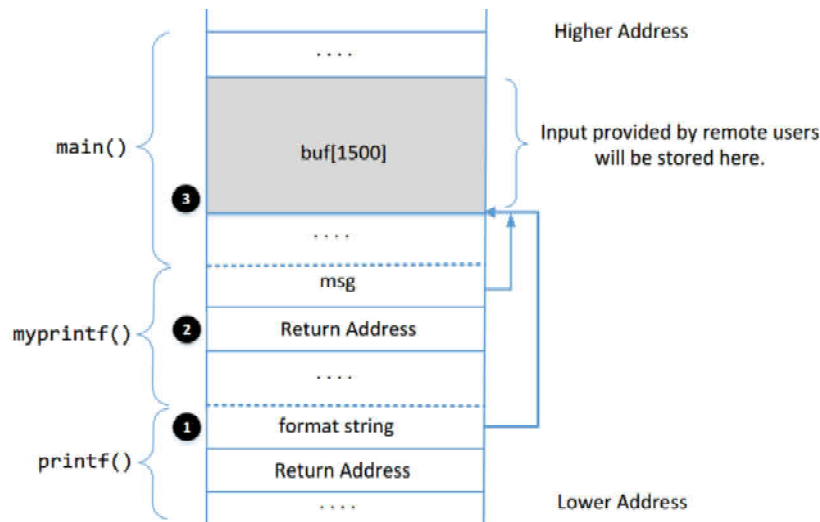 Higher Address
. . . .
main()
buf[1500]
Input provided by remote users
will be stored here.
3
. . . .
msg
myprintf()
2
Return Address
. . . .
1
format string
printf()
Return Address
. . . .
Lower Address